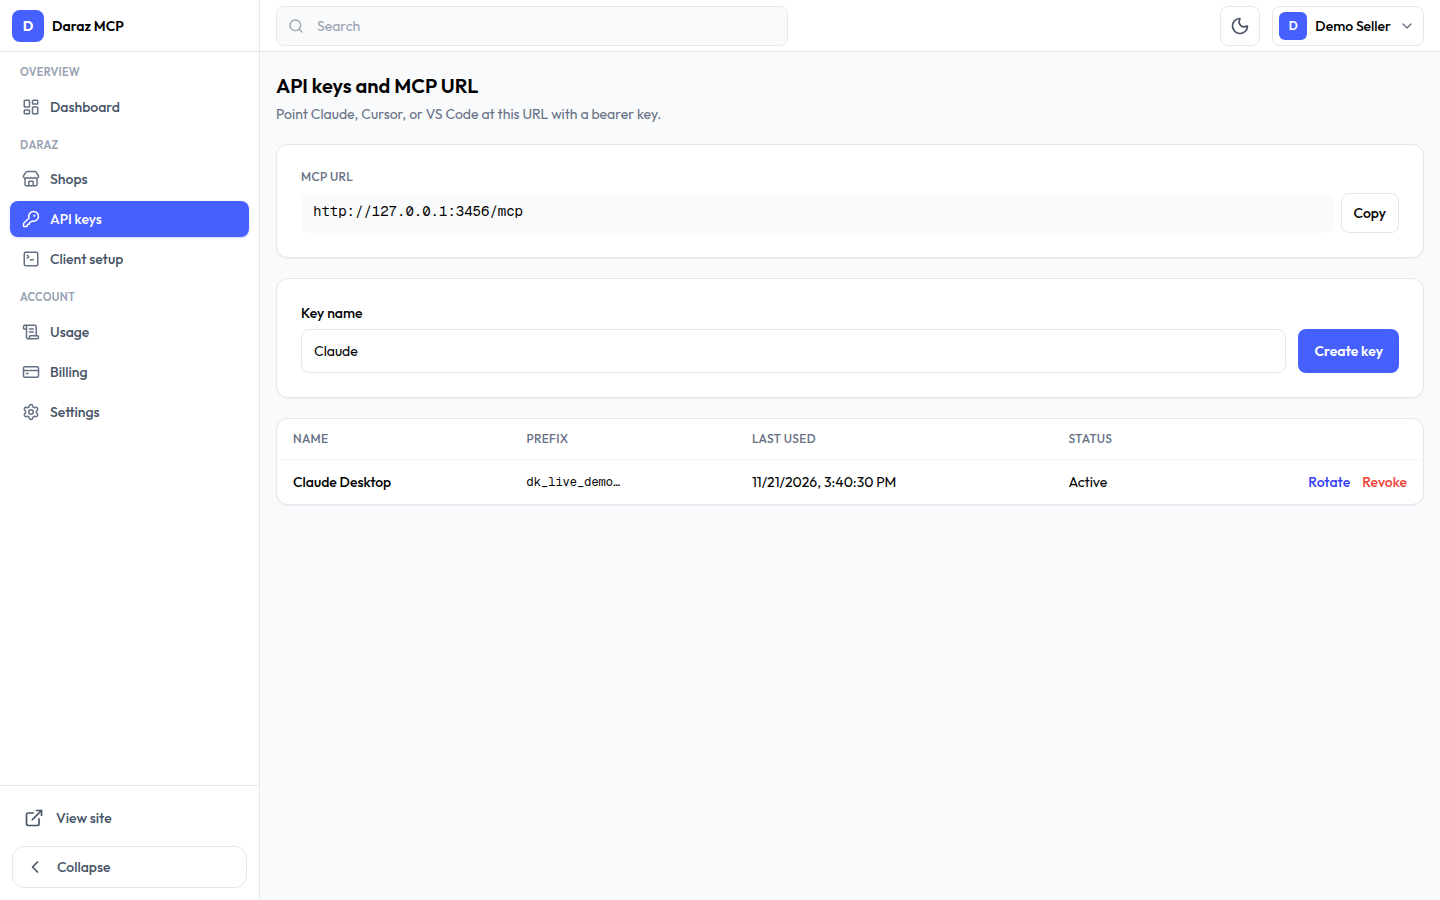 D Daraz MCP
Search
D Demo Seller
OVERVIEW
Dashboard
DARAZ
Shops
API keys
Client setup
ACCOUNT
Usage
Billing
Settings
View site
Collapse
API keys and MCP URL
Point Claude, Cursor, or VS Code at this URL with a bearer key.
MCP URL
http://127.0.0.1:3456/mcp
Copy
Key name
Claude
Create key
NAME PREFIX LAST USED STATUS
Claude Desktop dk_live_demo… 11/21/2026, 3:40:30 PM Active Rotate Revoke